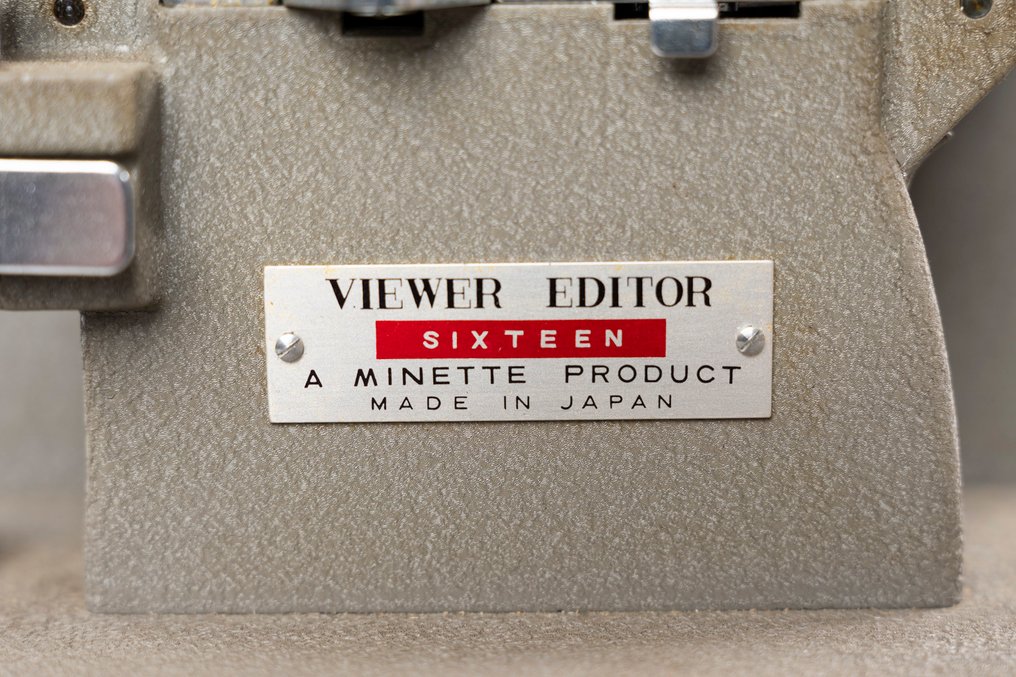 VIEWER EDITOR
SIXTEEN
A MINETTE PRODUCT
MADE IN JAPAN